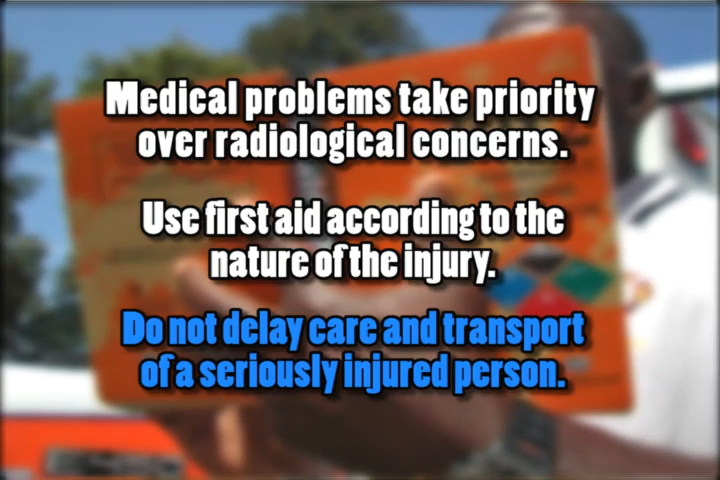 Medical problems take priority
over radiological concerns.
Use first aid according to the
nature of the injury.
Do not delay care and transport
of a seriously injured person.